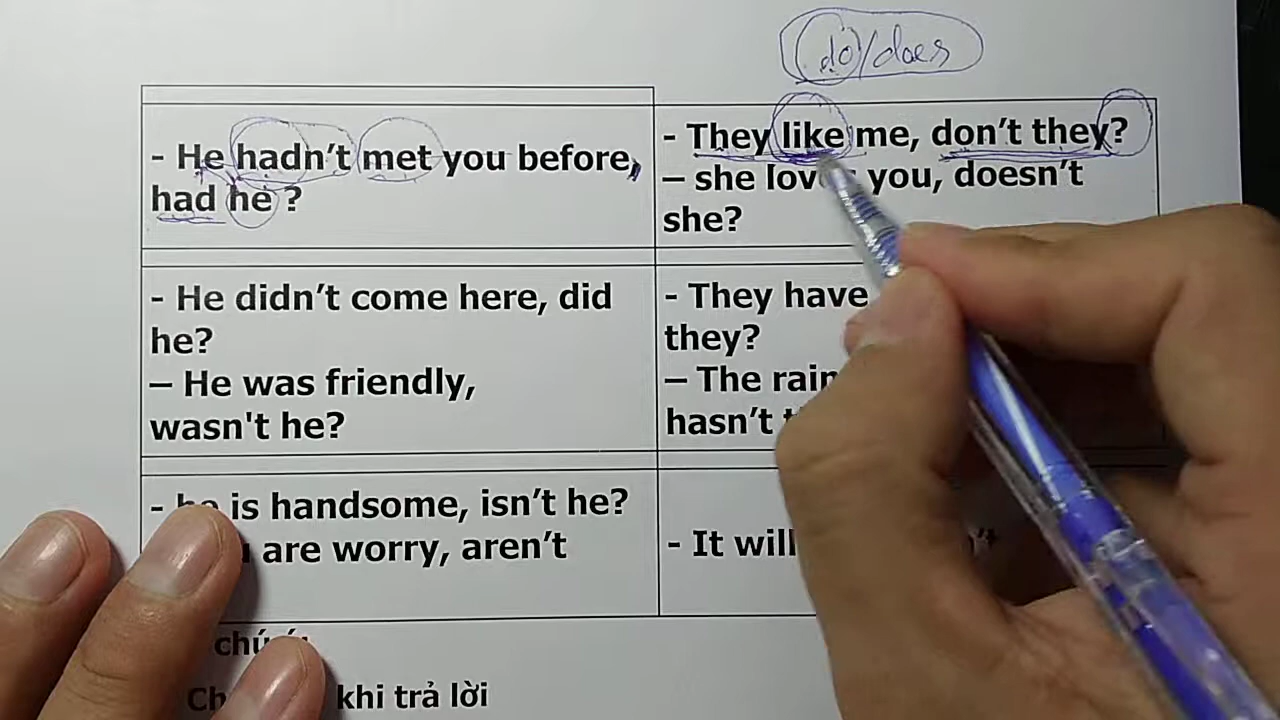 do/does
- He hadn't met you before,
had he ?
- They like me, don't they?
– she you, doesn't
she?
- He didn't come here, did
he?
– He was friendly,
wasn't he?
- They have
they?
– The rain
hasn't
- he is handsome, isn't he?
are worry, aren't
- It will
chú ý
khi trả lời